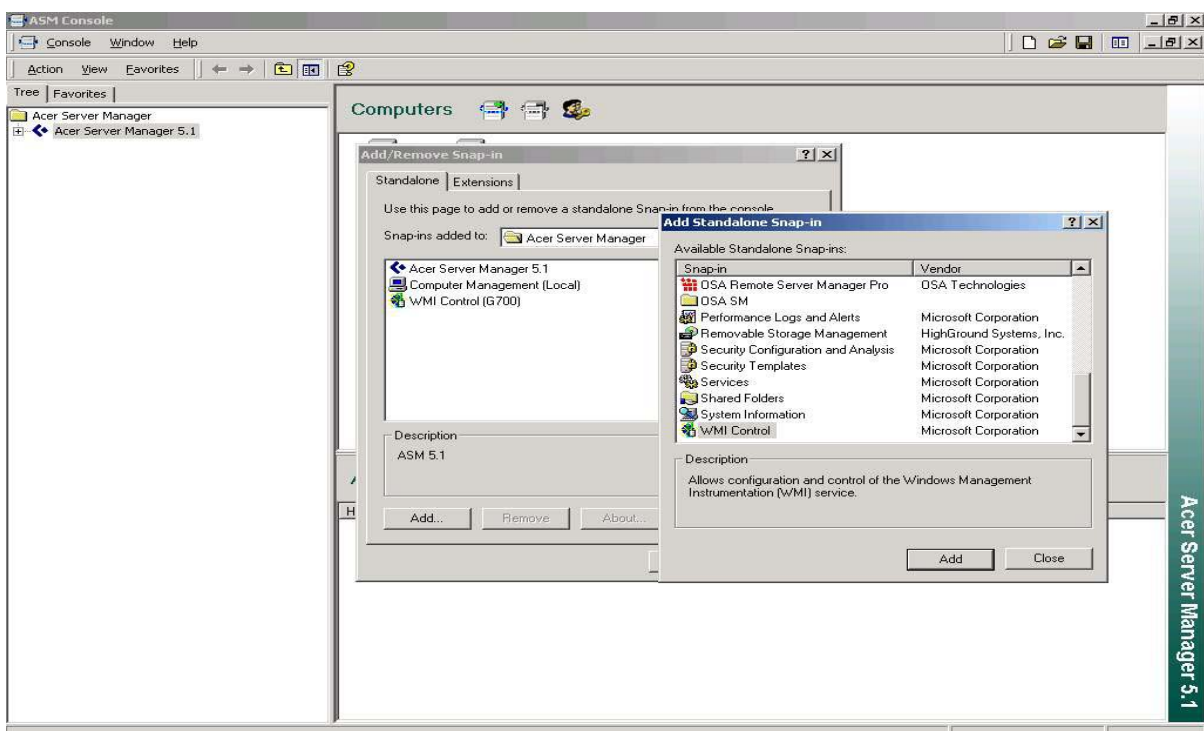 ASM Console
Console Window Help
Action View Favorites
Tree Favorites
Acer Server Manager
Acer Server Manager 5.1
Computers
Add/Remove Snap-in
Standalone Extensions
Use this page to add or remove a standalone Snap-in from the console.
Snap-ins added to: Acer Server Manager
Acer Server Manager 5.1
Computer Management (Local)
WMI Control (G700)
Description
ASM 5.1
Add... Remove About...
Add Standalone Snap-in
Available Standalone Snap-ins:
Snap-in Vendor
OSA Remote Server Manager Pro OSA Technologies
OSA SM
Performance Logs and Alerts Microsoft Corporation
Removable Storage Management HighGround Systems, Inc.
Security Configuration and Analysis Microsoft Corporation
Security Templates Microsoft Corporation
Services Microsoft Corporation
Shared Folders Microsoft Corporation
System Information Microsoft Corporation
WMI Control Microsoft Corporation
Description
Allows configuration and control of the Windows Management
Instrumentation (WMI) service.
Add Close
H
Acer Server Manager 5.1